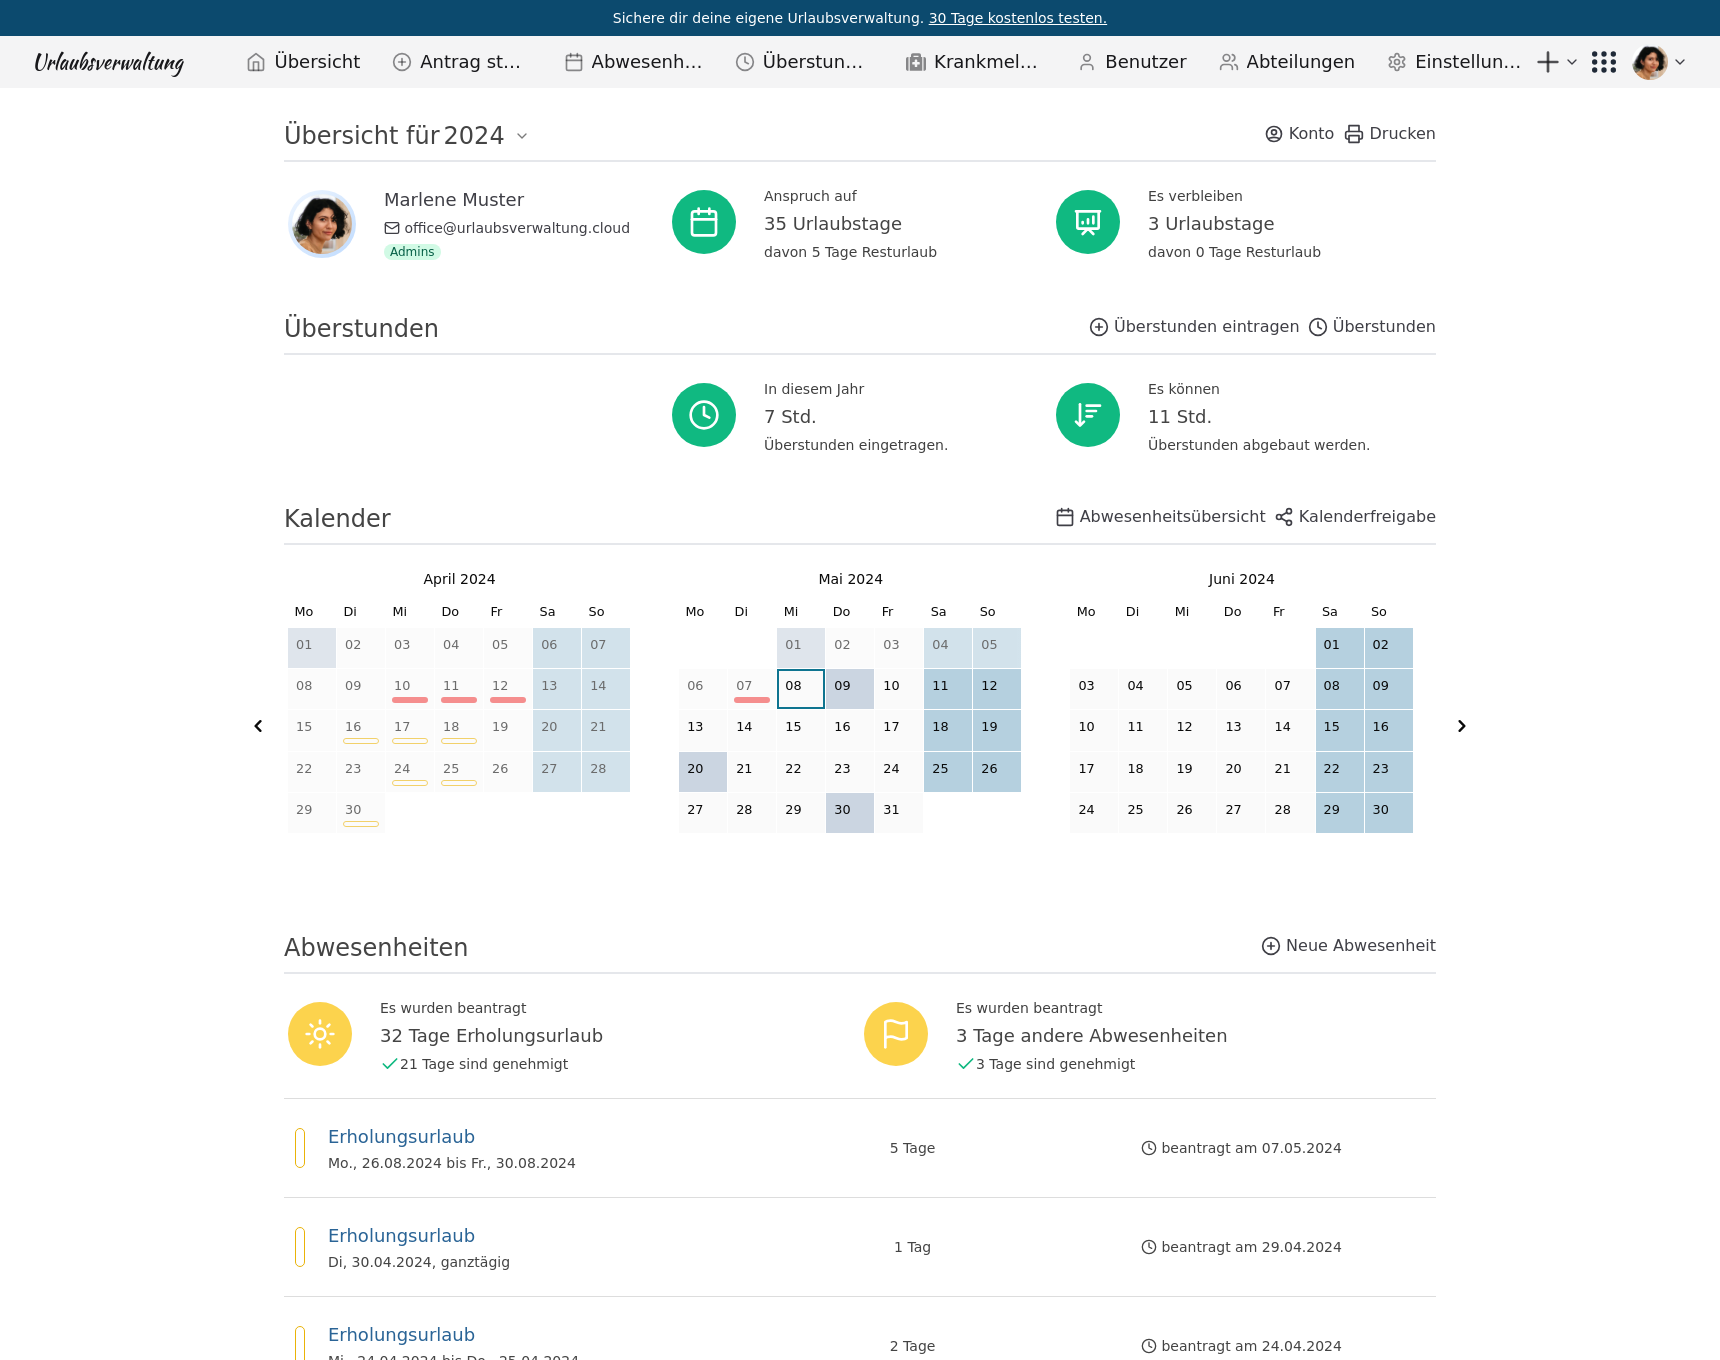 Sichere dir deine eigene Urlaubsverwaltung. 30 Tage kostenlos testen.
Urlaubsverwaltung Übersicht Antrag st… Abwesenh… Überstun… Krankmel… Benutzer Abteilungen Einstellun…
Übersicht für 2024 Konto Drucken
Marlene Muster
office@urlaubsverwaltung.cloud
Admins
Anspruch auf
35 Urlaubstage
davon 5 Tage Resturlaub
Es verbleiben
3 Urlaubstage
davon 0 Tage Resturlaub
Überstunden Überstunden eintragen Überstunden
In diesem Jahr
7 Std.
Überstunden eingetragen.
Es können
11 Std.
Überstunden abgebaut werden.
Kalender Abwesenheitsübersicht Kalenderfreigabe
April 2024
Mo Di Mi Do Fr Sa So
01 02 03 04 05 06 07
08 09 10 11 12 13 14
15 16 17 18 19 20 21
22 23 24 25 26 27 28
29 30
Mai 2024
Mo Di Mi Do Fr Sa So
01 02 03 04 05
06 07 08 09 10 11 12
13 14 15 16 17 18 19
20 21 22 23 24 25 26
27 28 29 30 31
Juni 2024
Mo Di Mi Do Fr Sa So
01 02
03 04 05 06 07 08 09
10 11 12 13 14 15 16
17 18 19 20 21 22 23
24 25 26 27 28 29 30
Abwesenheiten Neue Abwesenheit
Es wurden beantragt
32 Tage Erholungsurlaub
21 Tage sind genehmigt
Es wurden beantragt
3 Tage andere Abwesenheiten
3 Tage sind genehmigt
Erholungsurlaub
Mo., 26.08.2024 bis Fr., 30.08.2024
5 Tage
beantragt am 07.05.2024
Erholungsurlaub
Di, 30.04.2024, ganztägig
1 Tag
beantragt am 29.04.2024
Erholungsurlaub
Mi., 24.04.2024 bis Do., 25.04.2024
2 Tage
beantragt am 24.04.2024